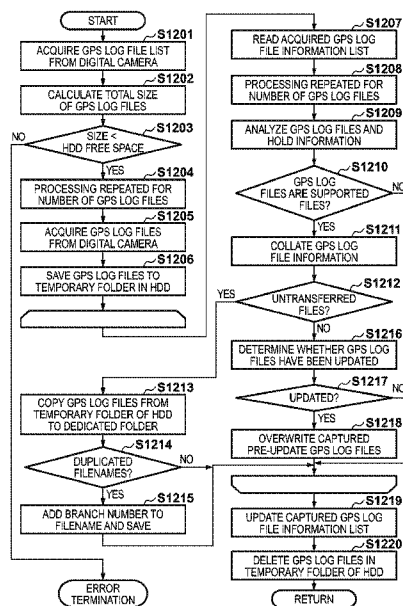 START
S1201
ACQUIRE GPS LOG FILE LIST
FROM DIGITAL CAMERA
S1202
CALCULATE TOTAL SIZE
OF GPS LOG FILES
S1203
NO
SIZE <
HDD FREE SPACE
YES
S1204
PROCESSING REPEATED FOR
NUMBER OF GPS LOG FILES
S1205
ACQUIRE GPS LOG FILES
FROM DIGITAL CAMERA
S1206
SAVE GPS LOG FILES TO
TEMPORARY FOLDER IN HDD
S1213
COPY GPS LOG FILES FROM
TEMPORARY FOLDER OF HDD
TO DEDICATED FOLDER
S1214
DUPLICATED
FILENAMES?
NO
YES
S1215
ADD BRANCH NUMBER TO
FILENAME AND SAVE
ERROR
TERMINATION
S1207
READ ACQUIRED GPS LOG
FILE INFORMATION LIST
S1208
PROCESSING REPEATED FOR
NUMBER OF GPS LOG FILES
S1209
ANALYZE GPS LOG FILES AND
HOLD INFORMATION
S1210
GPS LOG
FILES ARE SUPPORTED
FILES?
NO
YES
S1211
COLLATE GPS LOG
FILE INFORMATION
S1212
YES
UNTRANSFERRED
FILES?
NO
S1216
DETERMINE WHETHER GPS LOG
FILES HAVE BEEN UPDATED
S1217
UPDATED?
NO
YES
S1218
OVERWRITE CAPTURED
PRE-UPDATE GPS LOG FILES
S1219
UPDATE CAPTURED GPS LOG
FILE INFORMATION LIST
S1220
DELETE GPS LOG FILES IN
TEMPORARY FOLDER OF HDD
RETURN